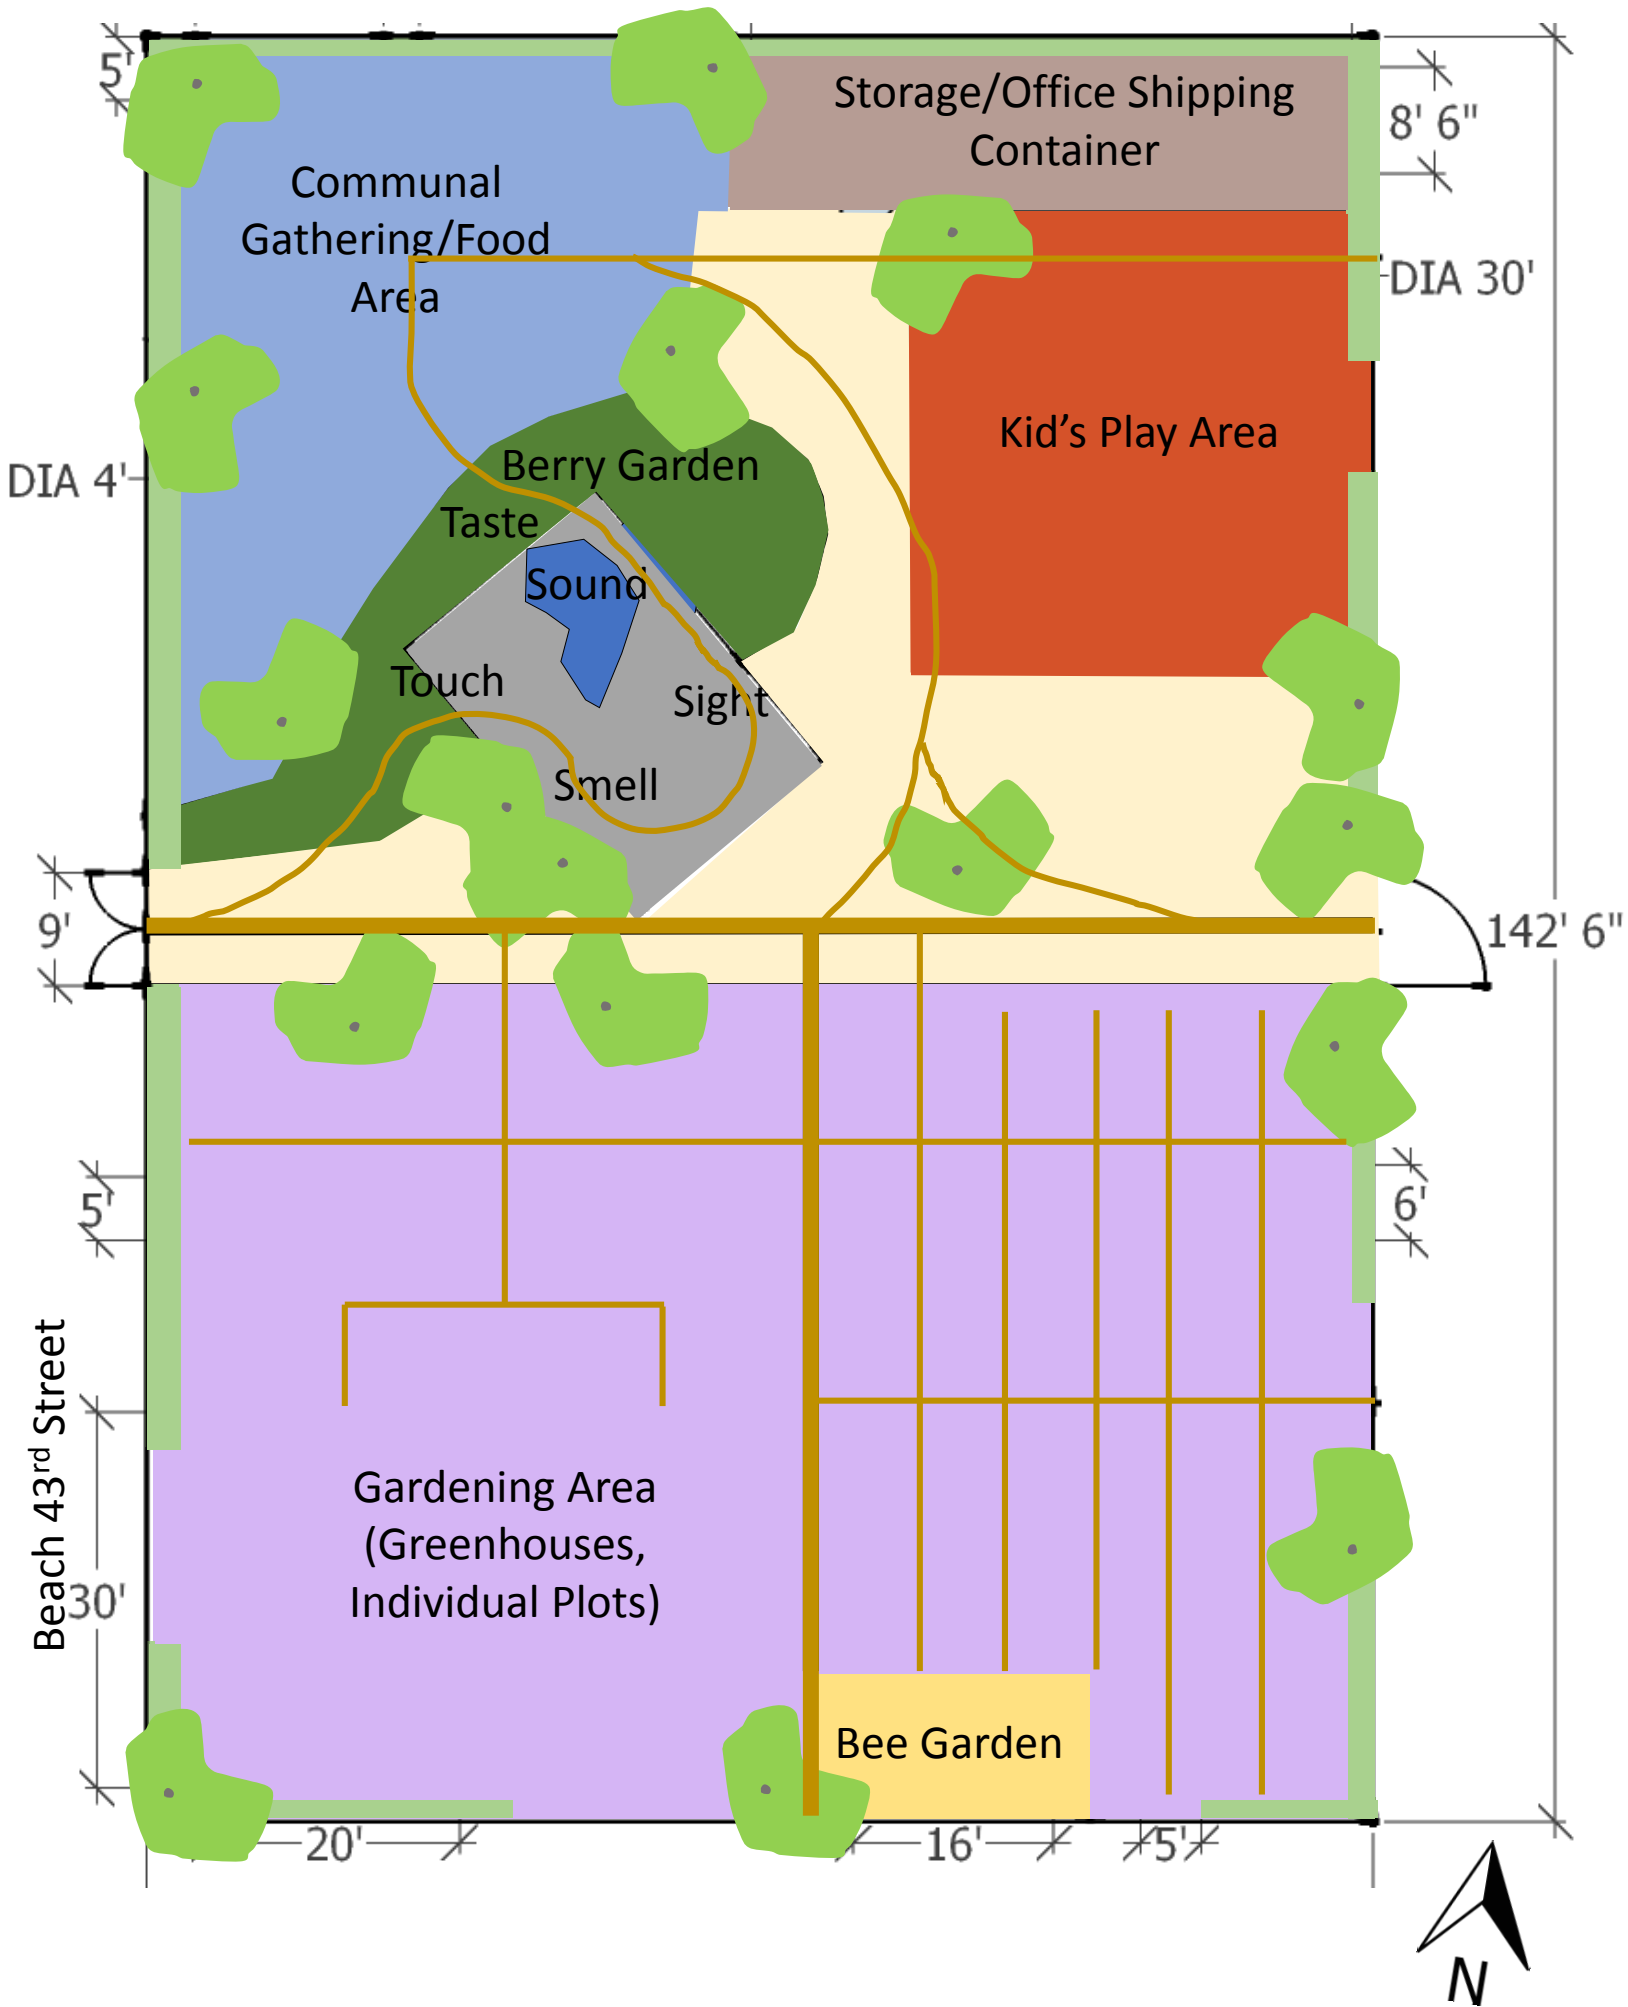 5'
Storage/Office Shipping
Container
8' 6"
Communal
Gathering/Food
Area
DIA 30'
Kid’s Play Area
DIA 4'
Berry Garden
Taste
Sound
Touch
Sight
Smell
9'
142' 6"
5'
6'
Beach 43rd Street
Gardening Area
(Greenhouses,
Individual Plots)
30'
Bee Garden
20'
16'
5'
N